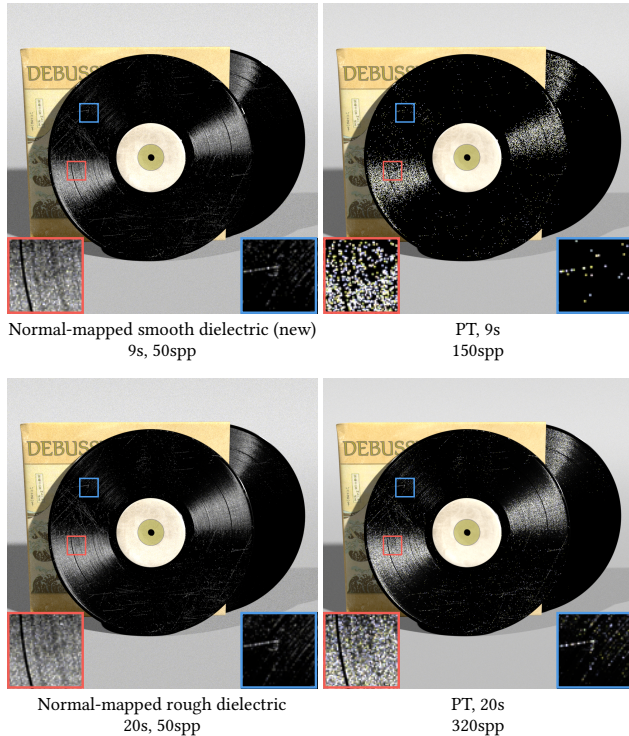 DEBUSS
DEBUSS
Normal-mapped smooth dielectric (new)
9s, 50spp
PT, 9s
150spp
DEBUSS
DEBUSS
Normal-mapped rough dielectric
20s, 50spp
PT, 20s
320spp